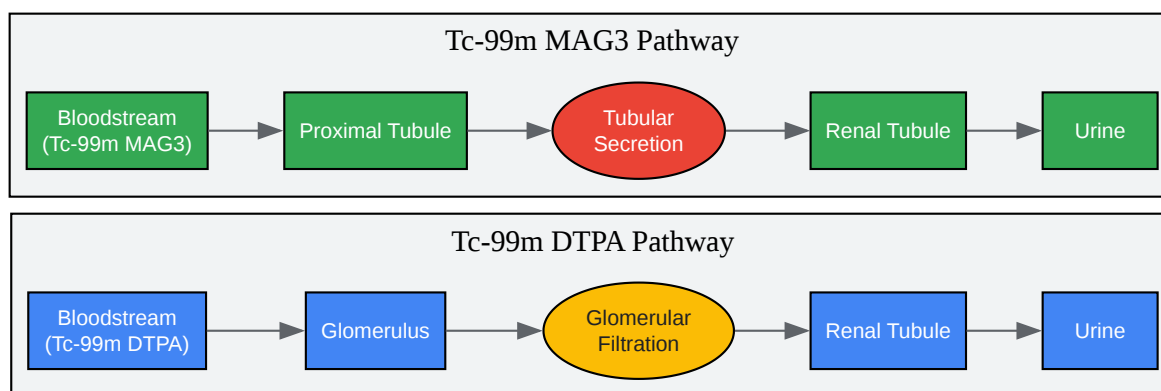 Tc-99m MAG3 Pathway
Bloodstream
(Tc-99m MAG3)
Proximal Tubule
Tubular
Secretion
Renal Tubule
Urine
Tc-99m DTPA Pathway
Bloodstream
(Tc-99m DTPA)
Glomerulus
Glomerular
Filtration
Renal Tubule
Urine